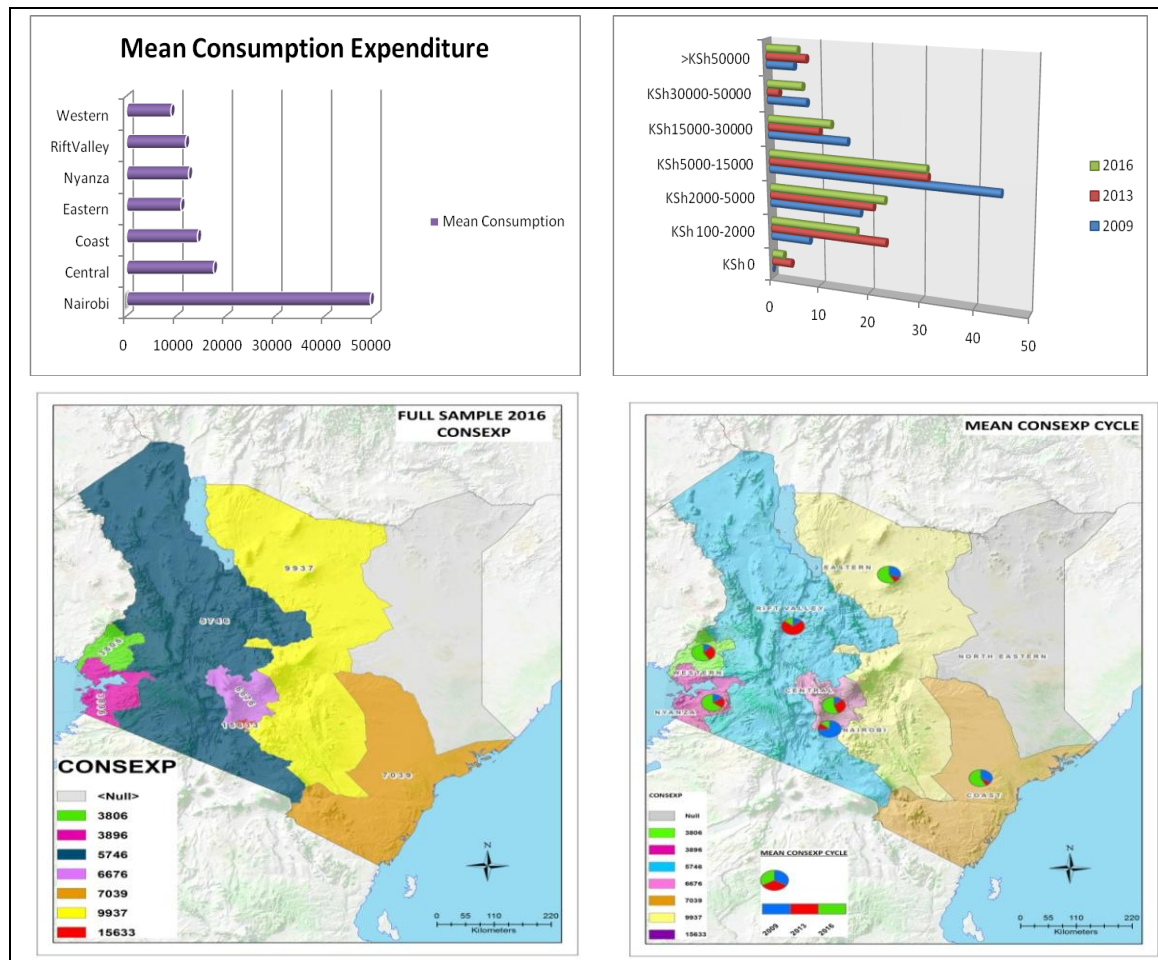 Mean Consumption Expenditure
Western
RiftValley
Nyanza
Eastern
Coast
Central
Nairobi
0 10000 20000 30000 40000 50000
Mean Consumption
>KSh50000
KSh30000-50000
KSh15000-30000
KSh5000-15000
KSh2000-5000
KSh 100-2000
KSh 0
0 10 20 30 40 50
2016
2013
2009
FULL SAMPLE 2016
CONSEXP
9937
5746
7039
CONSEXP
<Null>
3806
3896
5746
6676
7039
9937
15633
N
0 55 110 220
Kilometers
MEAN CONSEXP CYCLE
EASTERN
RIFT VALLEY
NORTH EASTERN
WESTERN
CENTRAL
NYANZA
NAIROBI
COAST
CONSEXP
Null
3806
3896
5746
6676
7039
9937
15633
MEAN CONSEXP CYCLE
2009 2013 2016
N
0 55 110 220
Kilometers